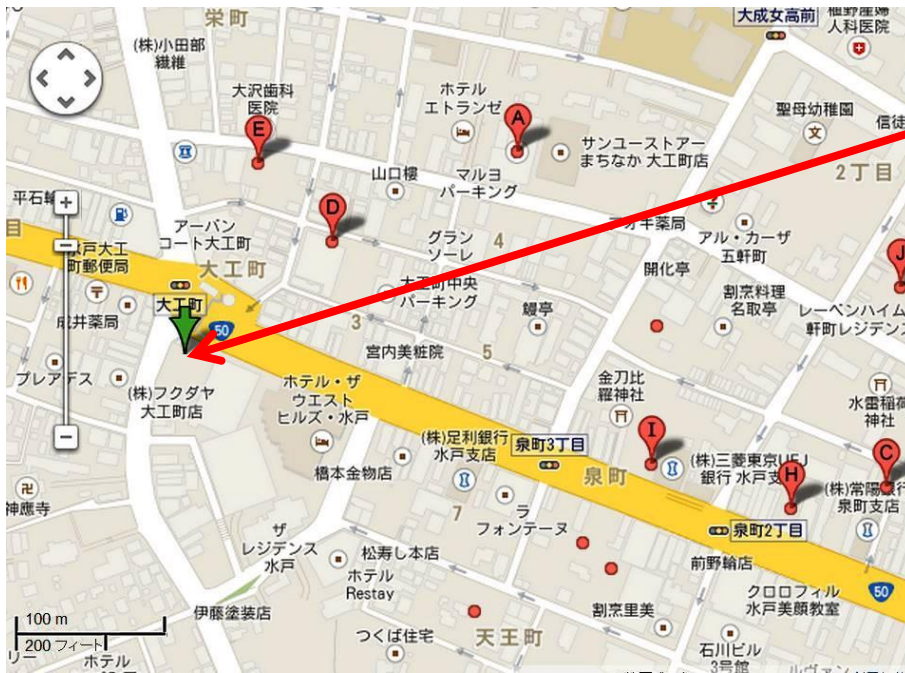 栄町
大成女高前
植野産婦
人科医院
(株)小田部
繊維
大沢歯科
医院
E
ホテル
エトランゼ
A
聖母幼稚園
サンユーストアー
まちなか 大工町店
信徒
2丁目
山口樓
マルヨ
パーキング
平石輪
D
アーバン
コート大工町
グラン
ソーレ
4
アオキ薬局
アル・カーザ
五軒町
目
水戸大工
町郵便局
大工町
大工町中央
パーキング
開化亭
J
割烹料理
名取亭
レーベンハイム
軒町レジデンス
大工町
成井薬局
50
3
鰻亭
宮内美粧院
5
プレアデス
(株)フクダヤ
大工町店
ホテル・ザ
ウエスト
ヒルズ・水戸
金刀比
羅神社
水雷稲荷
神社
I
(株)足利銀行
水戸支店
泉町3丁目
橋本金物店
泉町
(株)三菱東京UFJ
銀行 水戸支
H
C
(株)常陽銀行
泉町支店
神應寺
7
ラ
フォンテーヌ
泉町2丁目
ザ
レジデンス
水戸
松寿し本店
ホテル
Restay
前野輪店
クロロフィル
水戸美顔教室
50
伊藤塗装店
割烹里美
100 m
200 フィート
つくば住宅
天王町
石川ビル
3号館
リー
ホテル
ルヴァン